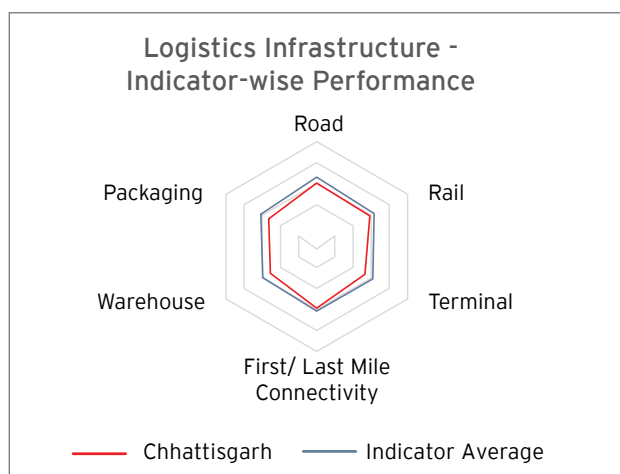 Logistics Infrastructure -
Indicator-wise Performance
Road
Packaging
Rail
Warehouse
Terminal
First/ Last Mile
Connectivity
Chhattisgarh
Indicator Average